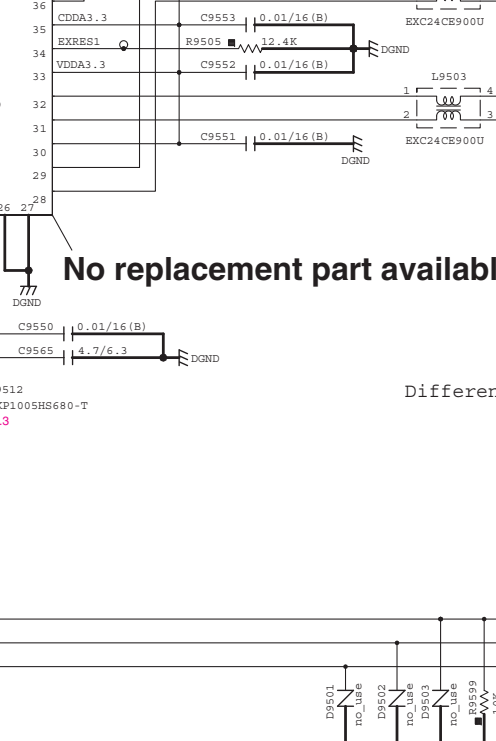 36
CDDA3.3
C9553
0.01/16(B)
EXC24CE900U
35
EXRES1
R9505
12.4K
DGND
34
VDDA3.3
C9552
0.01/16(B)
33
L9503
1
4
32
2
3
31
C9551
0.01/16(B)
EXC24CE900U
30
DGND
29
28
26
27
No replacement part availabl
DGND
C9550
0.01/16(B)
C9565
4.7/6.3
DGND
9512
KP1005HS680-T
Differen
.3
D9501
no_use
D9502
no_use
D9503
no_use
R9599
10K